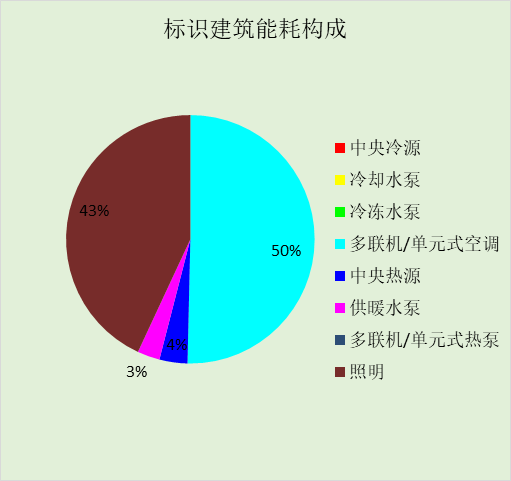 标识建筑能耗构成
中央冷源
冷却水泵
冷冻水泵
多联机/单元式空调
中央热源
供暖水泵
多联机/单元式热泵
照明
43%
50%
4%
3%